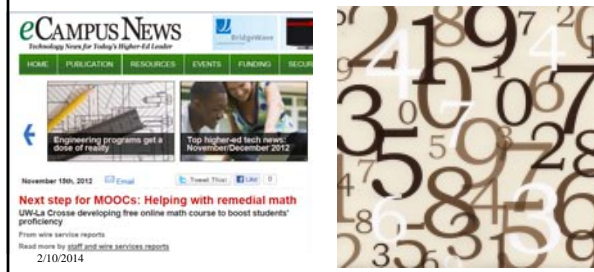 eCAMPUS NEWS
Technology News for Today's Higher-Ed Leader
BridgeWave
HOME PUBLICATION RESOURCES EVENTS FUNDING SECUR
Engineering programs get a dose of reality
Top higher-ed tech news: November/December 2012
November 15th, 2012 Email Tweet This! Like 0
Next step for MOOCs: Helping with remedial math
UW-La Crosse developing free online math course to boost students'
proficiency
From wire service reports
Read more by staff and wire services reports
2/10/2014